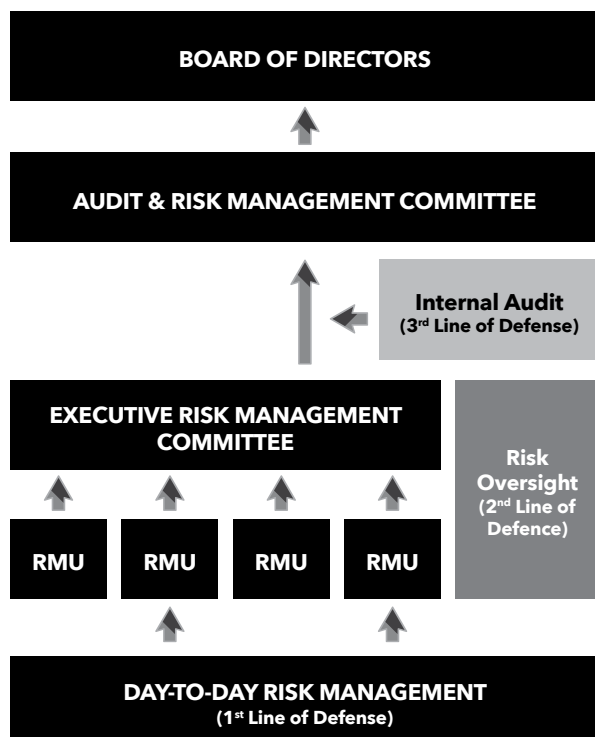 BOARD OF DIRECTORS
AUDIT & RISK MANAGEMENT COMMITTEE
Internal Audit
(3rd Line of Defense)
EXECUTIVE RISK MANAGEMENT
COMMITTEE
Risk
Oversight
(2nd Line of
Defence)
RMU
RMU
RMU
RMU
DAY-TO-DAY RISK MANAGEMENT
(1st Line of Defense)